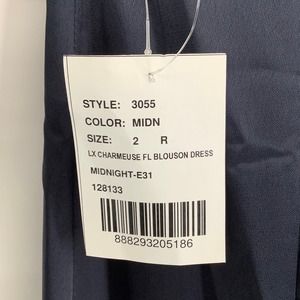 STYLE: 3055
COLOR: MIDN
SIZE: 2 R
LX CHARMEUSE FL BLOUSON DRESS
MIDNIGHT-E31
128133
888293205186